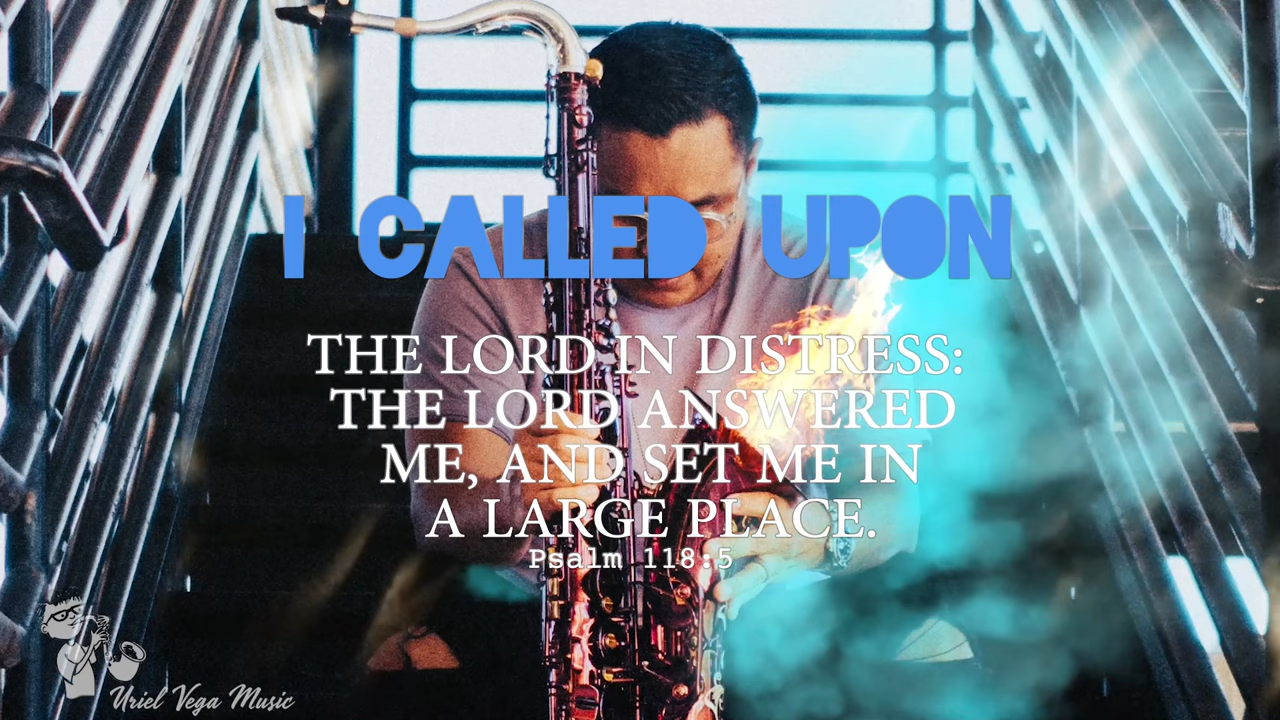 I CALLED UPON
THE LORD IN DISTRESS:
THE LORD ANSWERED
ME, AND SET ME IN
A LARGE PLACE.
Psalm 118:5
Uriel Vega Music